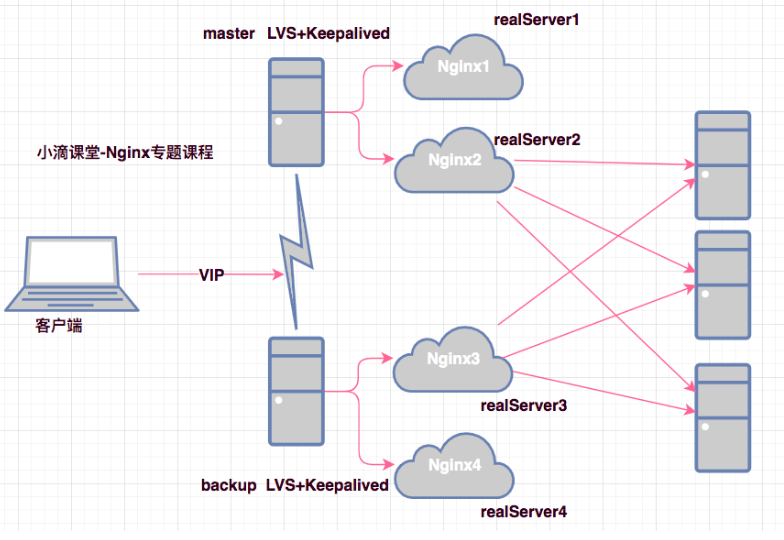 realServer1
master LVS+Keepalived
Nginx1
realServer2
小滴课堂-Nginx专题课程
Nginx2
VIP
客户端
Nginx3
realServer3
Nginx4
backup LVS+Keepalived
realServer4